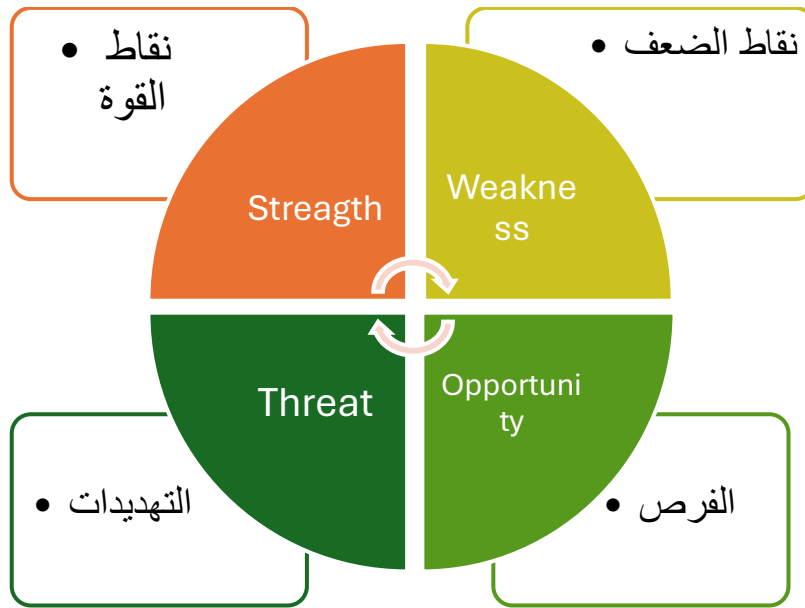 • نقاط
القوة
• نقاط الضعف
Streagth
Weakne
ss
Threat
Opportuni
ty
• التهديدات
• الفرص